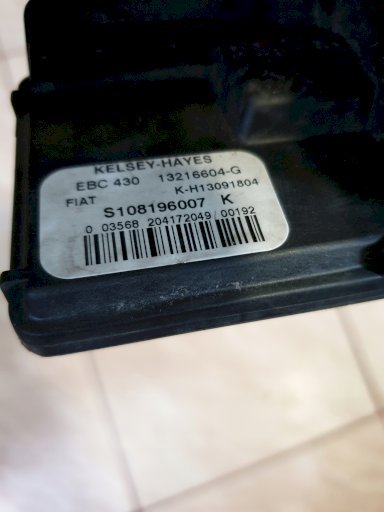 KELSEY-HAYES
EBC 430 13216604-G
FIAT K-H13091804
S108196007 K
0 03568 204172049 00192